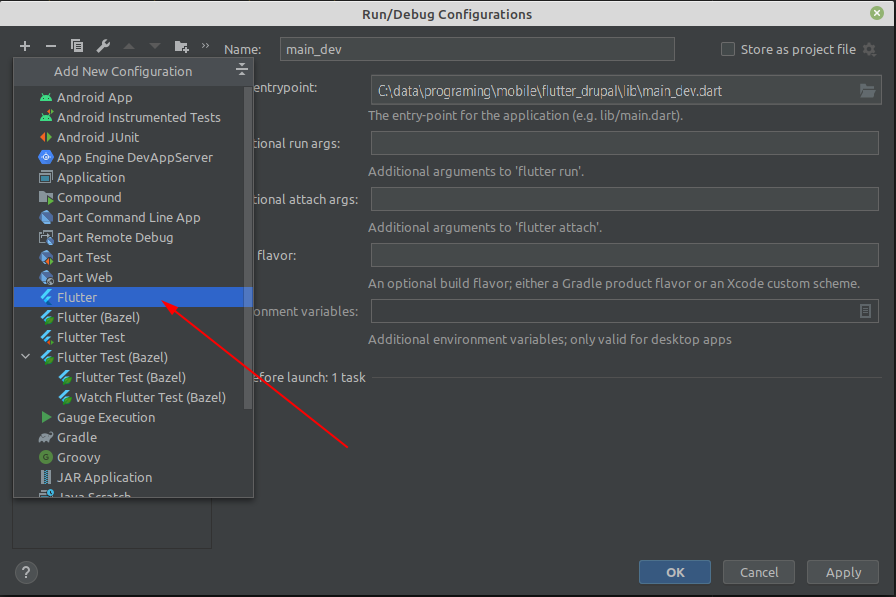 Run/Debug Configurations
Name: main_dev
Store as project file
Add New Configuration
Android App
Android Instrumented Tests
Android JUnit
App Engine DevAppServer
Application
Compound
Dart Command Line App
Dart Remote Debug
Dart Test
Dart Web
Flutter
Flutter (Bazel)
Flutter Test
Flutter Test (Bazel)
Flutter Test (Bazel)
Watch Flutter Test (Bazel)
Gauge Execution
Gradle
Groovy
JAR Application
Java Scratch
entrypoint: C:\data\programing\mobile\flutter_drupal\lib\main_dev.dart
The entry-point for the application (e.g. lib/main.dart).
tional run args:
Additional arguments to 'flutter run'.
tional attach args:
Additional arguments to 'flutter attach'.
flavor:
An optional build flavor; either a Gradle product flavor or an Xcode custom scheme.
onment variables:
Additional environment variables; only valid for desktop apps
efore launch: 1 task
?
OK
Cancel
Apply